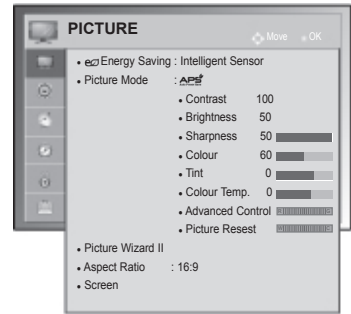 PICTURE
Move OK
• Energy Saving : Intelligent Sensor
• Picture Mode : APS
• Contrast 100
• Brightness 50
• Sharpness 50
• Colour 60
• Tint 0
• Colour Temp. 0
• Advanced Control
• Picture Resest
• Picture Wizard II
• Aspect Ratio : 16:9
• Screen